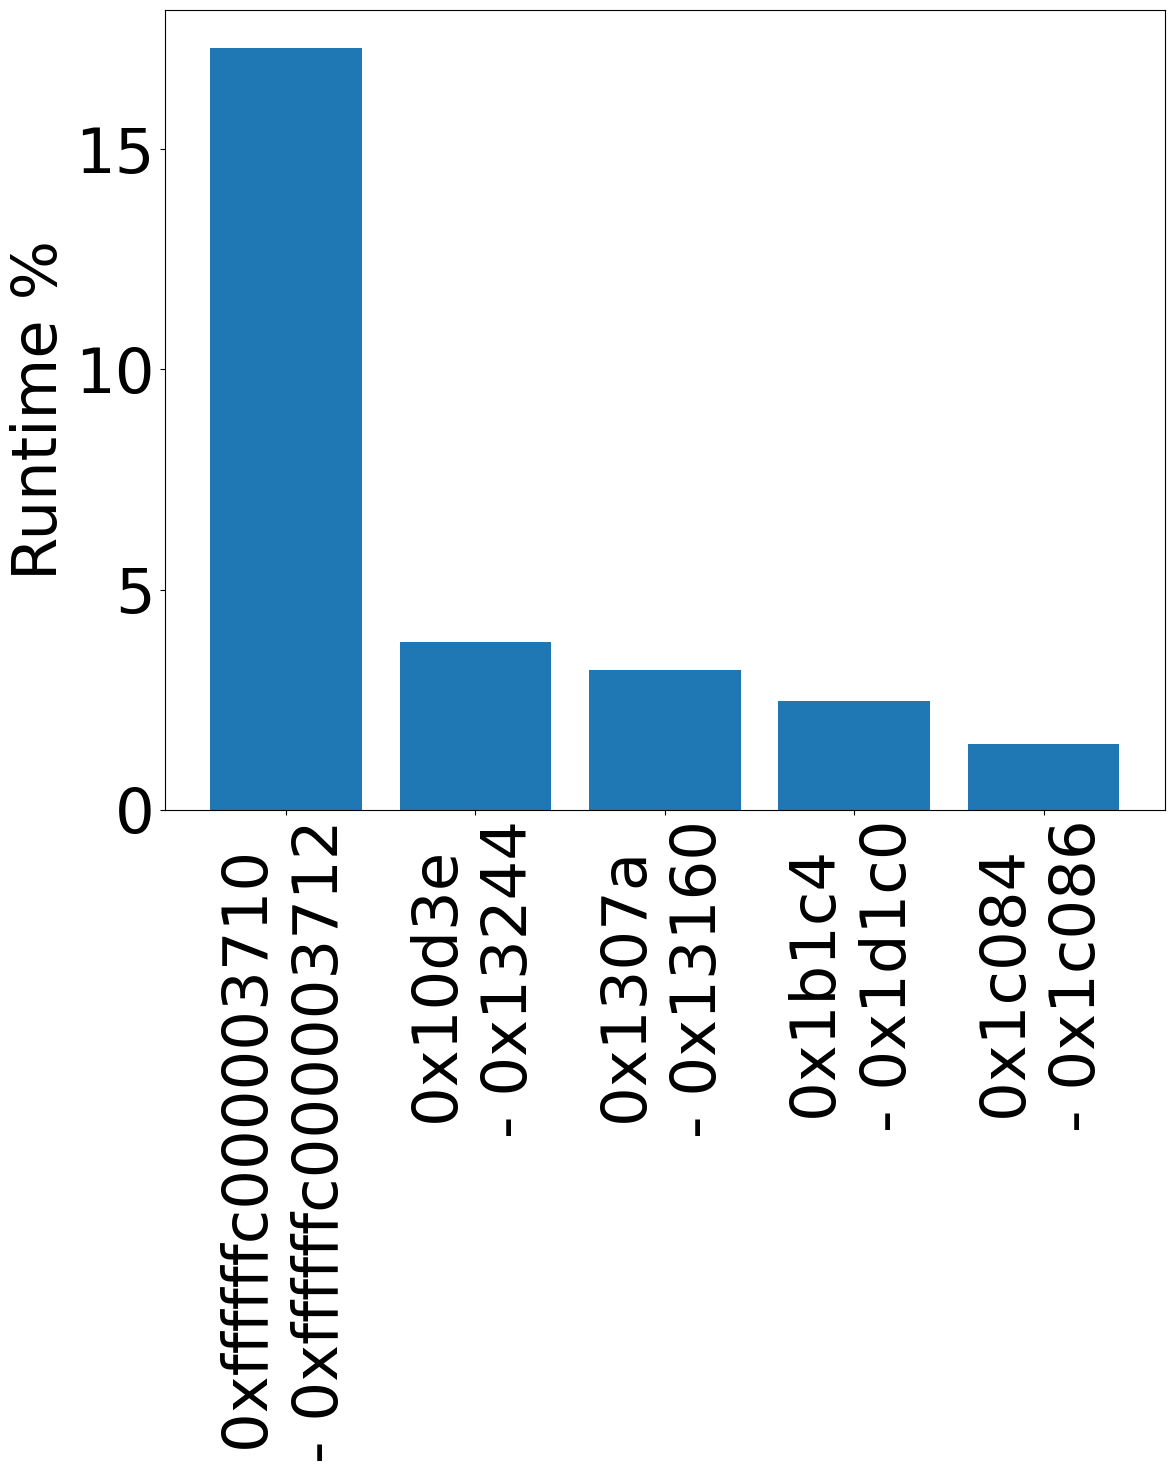 Runtime %
15
10
5
0
0xffffffc000003710
- 0xffffffc000003712
0x10d3e
- 0x13244
0x1307a
- 0x13160
0x1b1c4
- 0x1d1c0
0x1c084
- 0x1c086